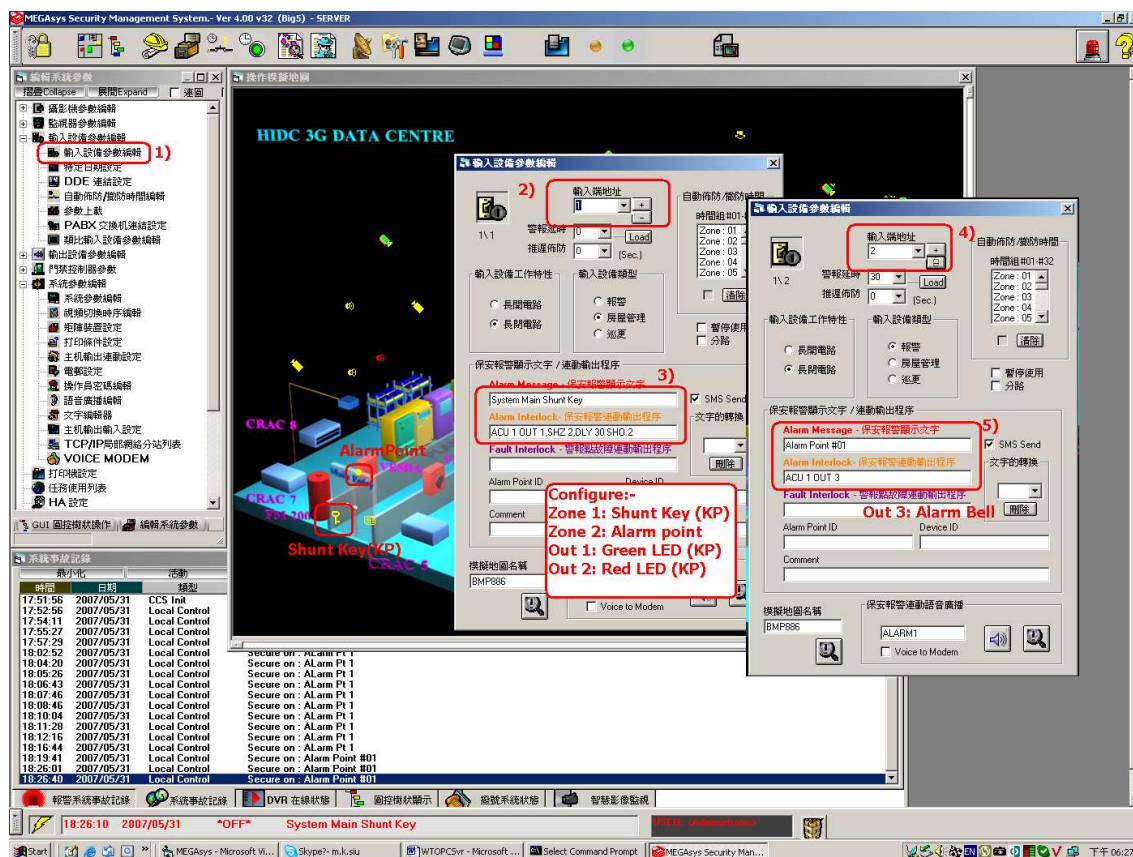 MEGAsys Security Management System.- Ver 4.00 v32 (Big5) - SERVER
編輯系統參數
摺疊Collapse 展開Expand 連圖
攝影機參數編輯
監視器參數編輯
輸入設備參數編輯
輸入設備參數編輯 1)
特定日期設定
DDE 連結設定
自動佈防/撤防時間編輯
參數上載
PABX 交換机連結設定
類比輸入設備參數編輯
輸出設備參數編輯
門禁控制器參數
系統參數編輯
系統參數編輯
視頻切換時序編輯
矩陣裝置設定
打印條件設定
主机輸出連動設定
電郵設定
操作員密碼編輯
語音廣播編輯
文字編輯器
主机輸出輸入設定
TCP/IP局部網絡分站列表
VOICE MODEM
打印機設定
任務使用列表
HA 設定
GUI 圖控樹狀操作 編輯系統參數
操作模擬地圖
HIDC 3G DATA CENTRE
CRAC 8
AlarmPoint
VESDA
CRAC 7
FM 200
Shunt Key(KP)
CRAC 5
輸入設備參數編輯
2) 輸入端地址
1
1\1
警報延時 0 Load
推遲佈防 0 (Sec.)
自動佈防/撤防時間
時間組#01-#
Zone : 01
Zone : 02
Zone : 03
Zone : 04
Zone : 05
清除
輸入設備工作特性
長開電路
長閉電路
輸入設備類型
報警
房屋管理
巡更
暫停使用
分路
保安報警顯示文字 / 連動輸出程序
3)
Alarm Message - 保安報警顯示文字
System Main Shunt Key
SMS Send
Alarm Interlock- 保安報警連動輸出程序
ACU 1 OUT 1,SHZ 2,DLY 30 SHO 2
文字的轉換
Fault Interlock - 警報點故障連動輸出程序
刪除
Alarm Point ID Device ID
Comment
Configure:-
Zone 1: Shunt Key (KP)
Zone 2: Alarm point
Out 1: Green LED (KP)
Out 2: Red LED (KP)
模擬地圖名稱
BMP886
Voice to Modem
輸入設備參數編輯
輸入端地址 4)
2
1\2
警報延時 30 Load
推遲佈防 0 (Sec.)
自動佈防/撤防時間
時間組#01-#32
Zone : 01
Zone : 02
Zone : 03
Zone : 04
Zone : 05
清除
輸入設備工作特性
長開電路
長閉電路
輸入設備類型
報警
房屋管理
巡更
暫停使用
分路
保安報警顯示文字 / 連動輸出程序
Alarm Message - 保安報警顯示文字 5)
Alarm Point #01
SMS Send
Alarm Interlock- 保安報警連動輸出程序
ACU 1 OUT 3
文字的轉換
Fault Interlock - 警報點故障連動輸出程序
Out 3: Alarm Bell
刪除
Alarm Point ID Device ID
Comment
模擬地圖名稱
BMP886
保安報警連動語音廣播
ALARM1
Voice to Modem
系統事故記錄
最小化 活動
時間 日期 類型
17:51:56 2007/05/31 CCS Init
17:52:56 2007/05/31 Local Control
17:54:11 2007/05/31 Local Control
17:55:27 2007/05/31 Local Control
17:57:29 2007/05/31 Local Control
18:02:52 2007/05/31 Local Control Secure on : ALarm Pt 1
18:04:20 2007/05/31 Local Control Secure on : ALarm Pt 1
18:05:26 2007/05/31 Local Control Secure on : ALarm Pt 1
18:06:43 2007/05/31 Local Control Secure on : ALarm Pt 1
18:07:46 2007/05/31 Local Control Secure on : ALarm Pt 1
18:08:46 2007/05/31 Local Control Secure on : ALarm Pt 1
18:10:04 2007/05/31 Local Control Secure on : ALarm Pt 1
18:11:28 2007/05/31 Local Control Secure on : ALarm Pt 1
18:12:16 2007/05/31 Local Control Secure on : ALarm Pt 1
18:16:44 2007/05/31 Local Control Secure on : ALarm Pt 1
18:19:41 2007/05/31 Local Control Secure on : Alarm Point #01
18:26:01 2007/05/31 Local Control Secure on : Alarm Point #01
18:26:40 2007/05/31 Local Control Secure on : Alarm Point #01
報警系統事故記錄 系統事故記錄 DVR 在線狀態 圖控樹狀顯示 撥號系統狀態 智慧影像監視
18:26:10 2007/05/31 *OFF* System Main Shunt Key
Start MEGAsys - Microsoft Vi... Skype?- m.k.siu WTOPCSvr - Microsoft ... Select Command Prompt MEGAsys Security Man... EN 下午 06:27